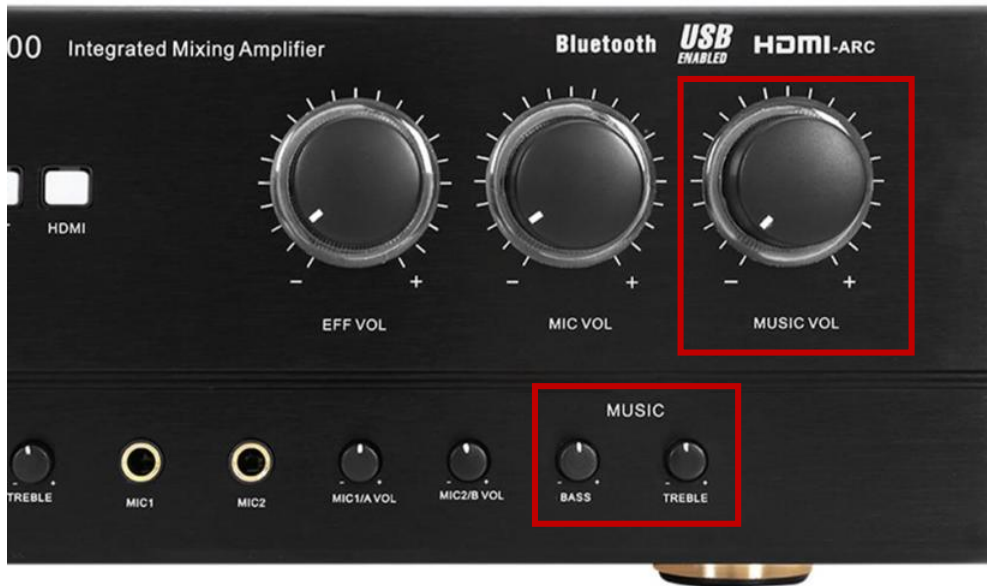 00 Integrated Mixing Amplifier
Bluetooth USB ENABLED HDMI-ARC
HDMI
- +
- +
- +
EFF VOL
MIC VOL
MUSIC VOL
MUSIC
TREBLE
MIC1
MIC2
MIC1/A VOL
MIC2/B VOL
BASS
TREBLE